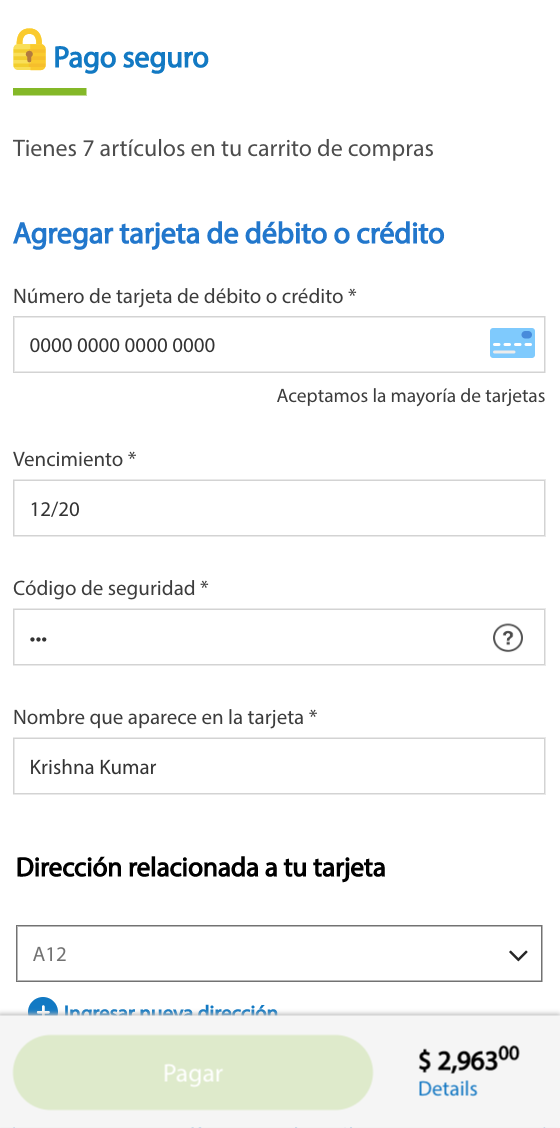 Pago seguro
Tienes 7 artículos en tu carrito de compras
Agregar tarjeta de débito o crédito
Número de tarjeta de débito o crédito *
0000 0000 0000 0000
Aceptamos la mayoría de tarjetas
Vencimiento *
12/20
Código de seguridad *
•••
?
Nombre que aparece en la tarjeta *
Krishna Kumar
Dirección relacionada a tu tarjeta
A12
Ingresar nueva dirección
Pagar
$ 2,963⁰⁰
Details